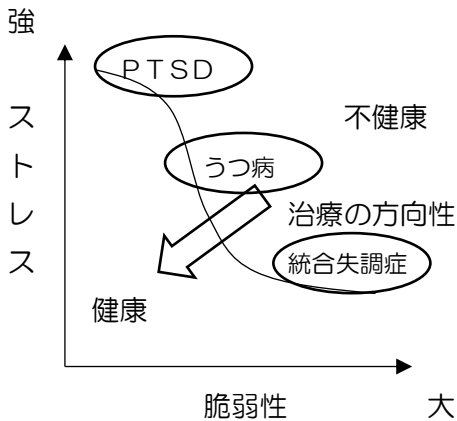 強
ストレス
ＰＴＳＤ
不健康
うつ病
治療の方向性
統合失調症
健康
脆弱性
大